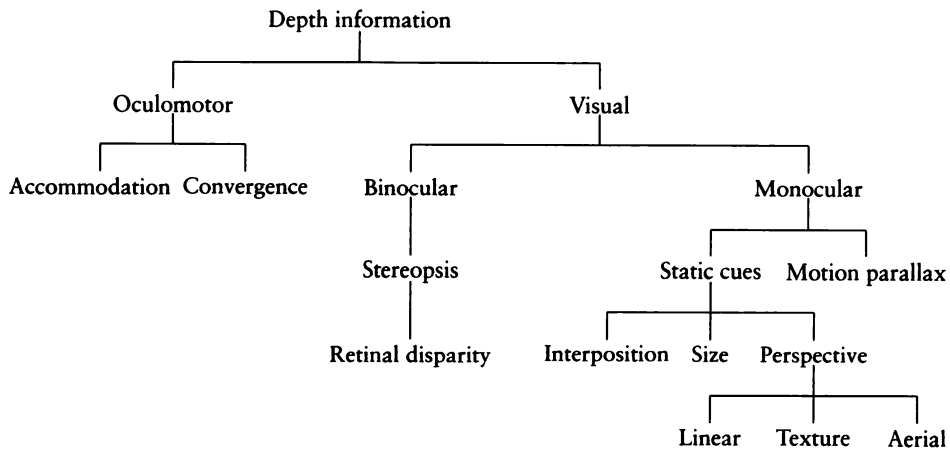 Depth information
Oculomotor Visual
Accommodation Convergence Binocular Monocular
Stereopsis Static cues Motion parallax
Retinal disparity Interposition Size Perspective
Linear Texture Aerial